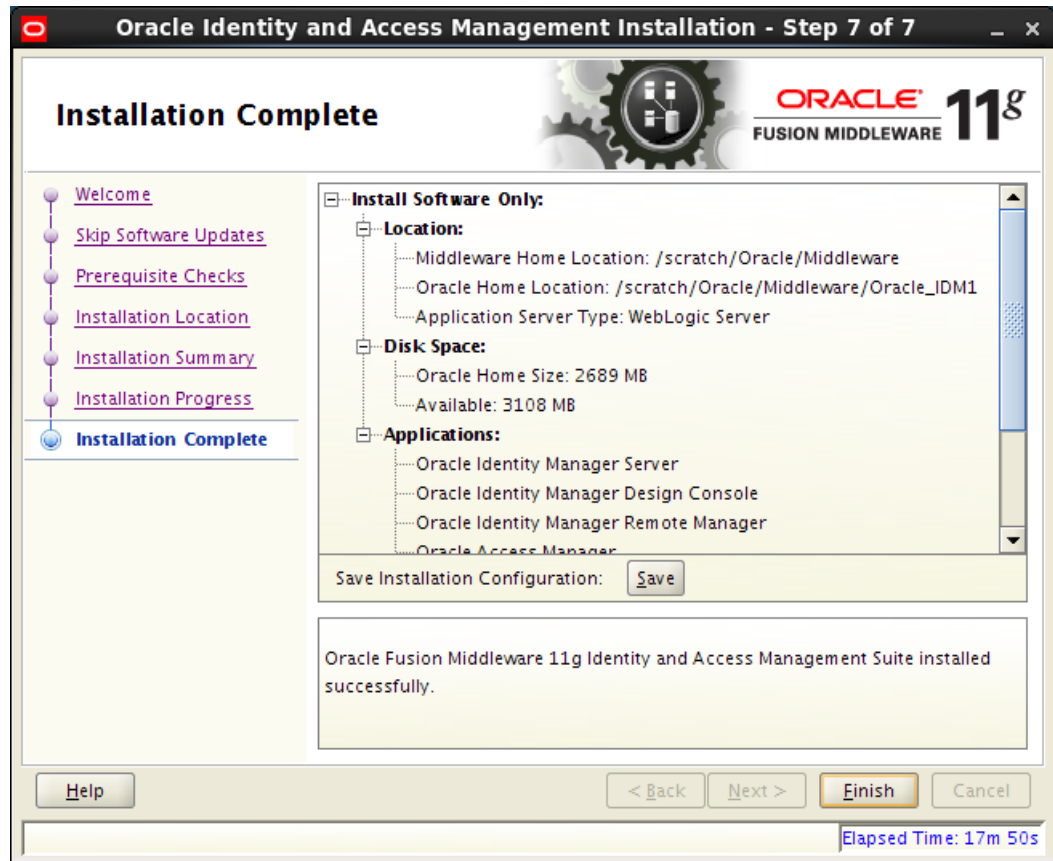 Oracle Identity and Access Management Installation - Step 7 of 7
Installation Complete
ORACLE
FUSION MIDDLEWARE
11g
Welcome
Skip Software Updates
Prerequisite Checks
Installation Location
Installation Summary
Installation Progress
Installation Complete
Install Software Only:
Location:
Middleware Home Location: /scratch/Oracle/Middleware
Oracle Home Location: /scratch/Oracle/Middleware/Oracle_IDM1
Application Server Type: WebLogic Server
Disk Space:
Oracle Home Size: 2689 MB
Available: 3108 MB
Applications:
Oracle Identity Manager Server
Oracle Identity Manager Design Console
Oracle Identity Manager Remote Manager
Oracle Access Manager
Save Installation Configuration: Save
Oracle Fusion Middleware 11g Identity and Access Management Suite installed
successfully.
Help < Back Next > Finish Cancel
Elapsed Time: 17m 50s